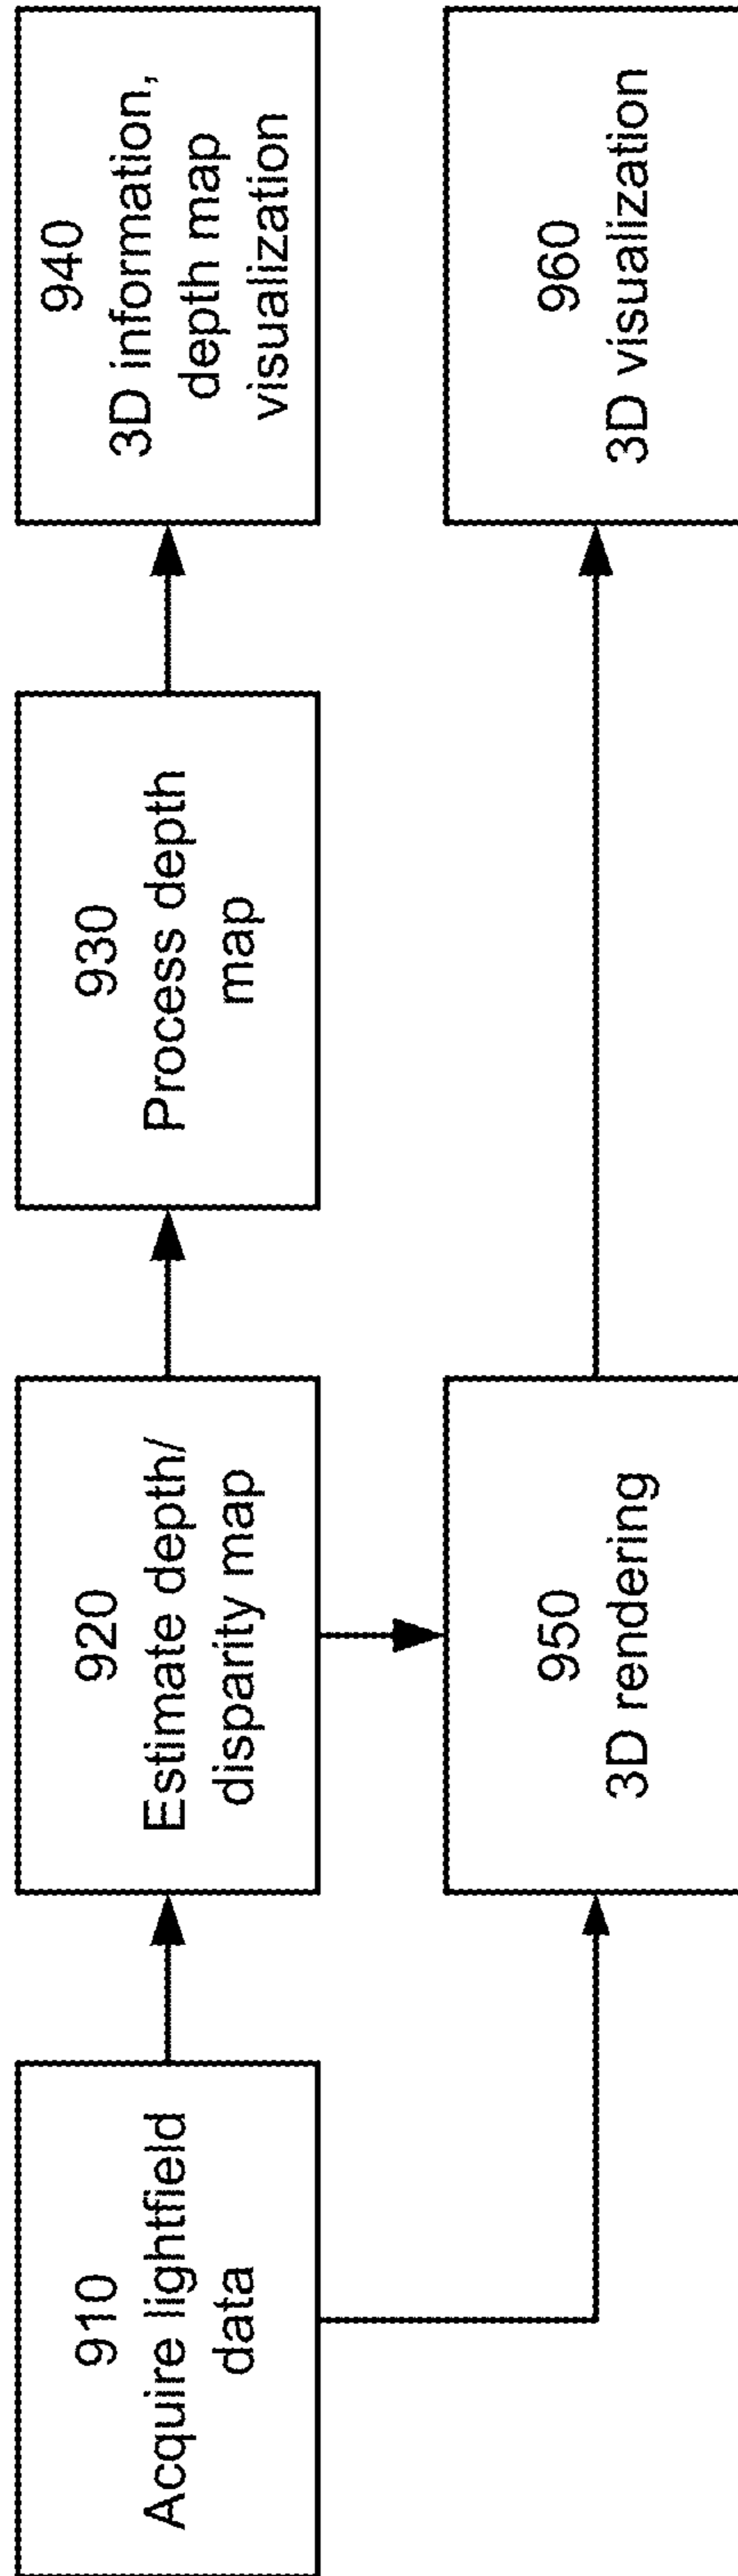 910
Acquire lightfield
data
920
Estimate depth/
disparity map
930
Process depth
map
940
3D information,
depth map
visualization
950
3D rendering
960
3D visualization